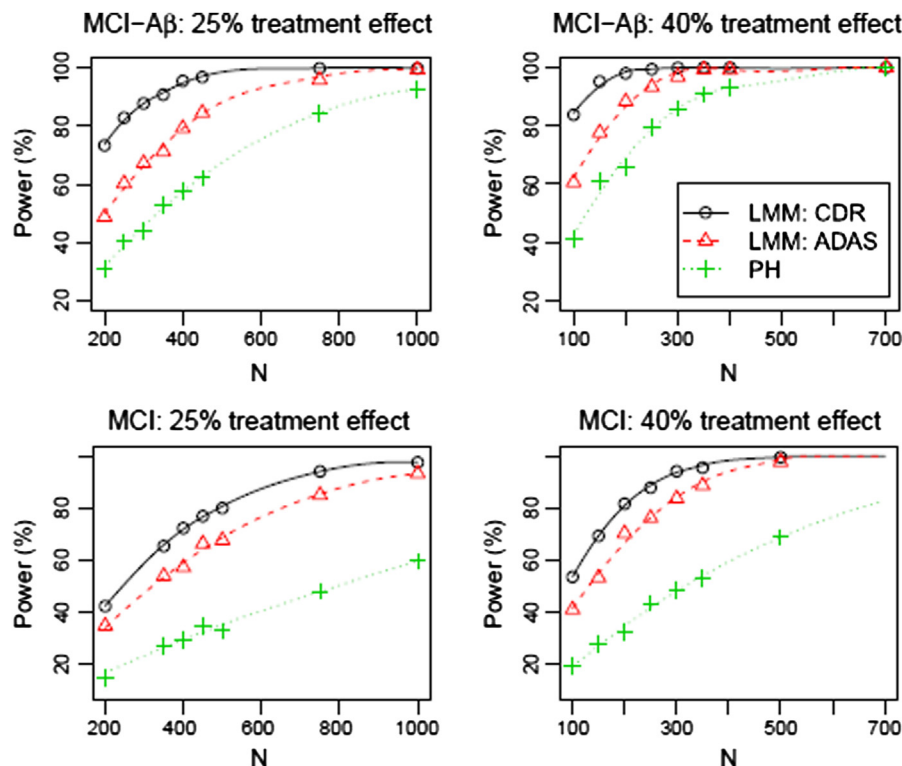 MCI−Aβ: 25% treatment effect
Power (%)
100
80
60
40
20
200
400
600
800
1000
N
MCI−Aβ: 40% treatment effect
Power (%)
100
80
60
40
20
LMM: CDR
LMM: ADAS
PH
100
300
500
700
N
MCI: 25% treatment effect
Power (%)
80
60
40
20
200
400
600
800
1000
N
MCI: 40% treatment effect
Power (%)
80
60
40
20
100
300
500
700
N